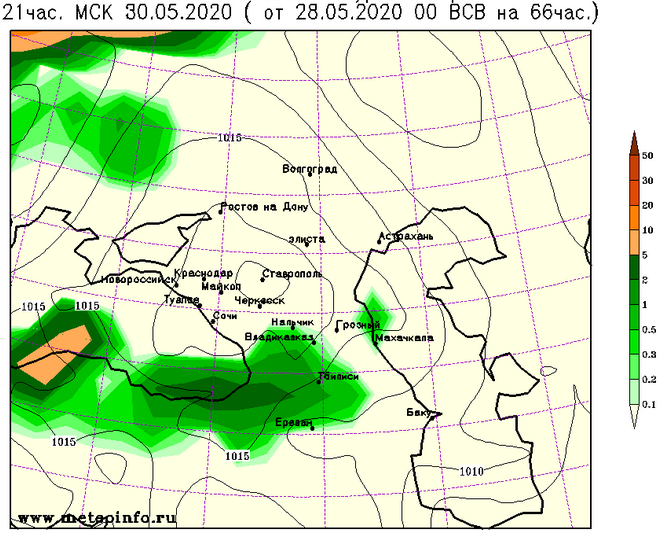 21час. МСК 30.05.2020 ( от 28.05.2020 00 ВСВ на 66час.)
1015
Волгоград
Ростов на Дону
Астрахань
элиста
Краснодар
Ставрополь
Новороссийск
Майкоп
Туапсе
Черкесск
1015
1015
Сочи
Нальчик
Грозный
Владикавказ
Махачкала
Тбилиси
Баку
Ереван
1015
1015
1010
www.meteoinfo.ru
50
30
20
10
5
2
1
0.5
0.3
0.2
0.1